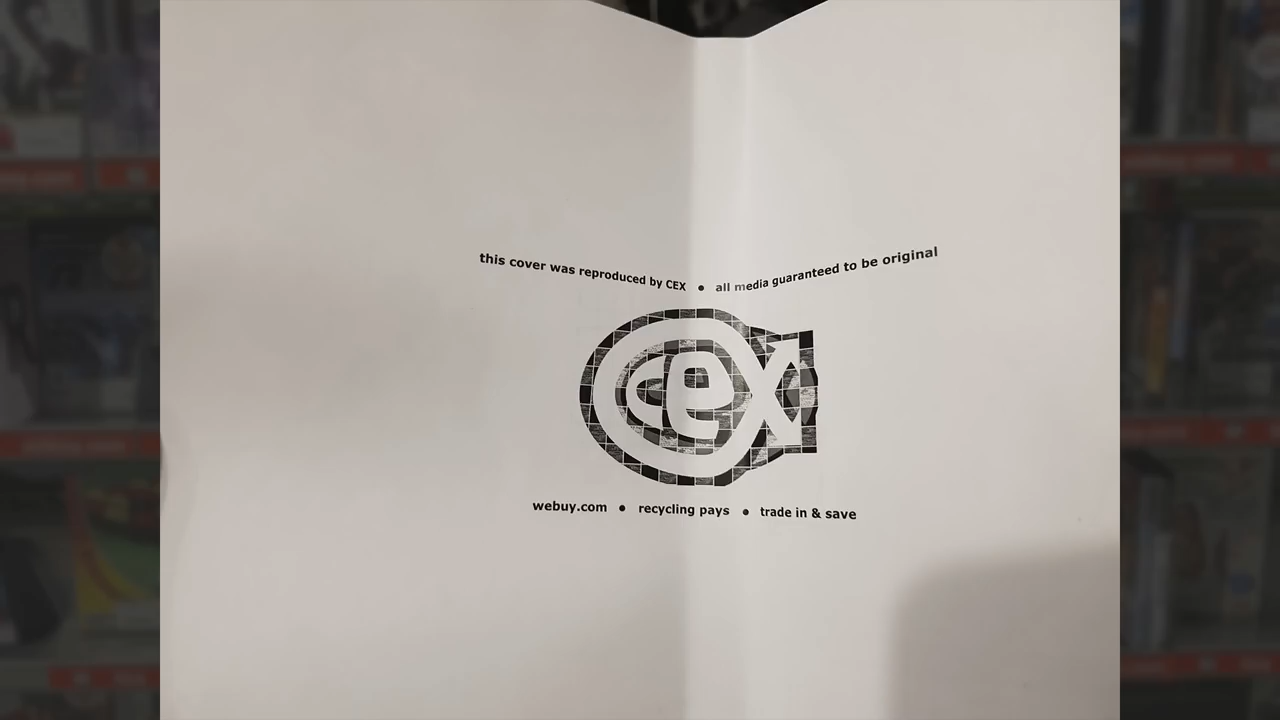 this cover was reproduced by CEX ● all media guaranteed to be original
cex
webuy.com ● recycling pays ● trade in & save